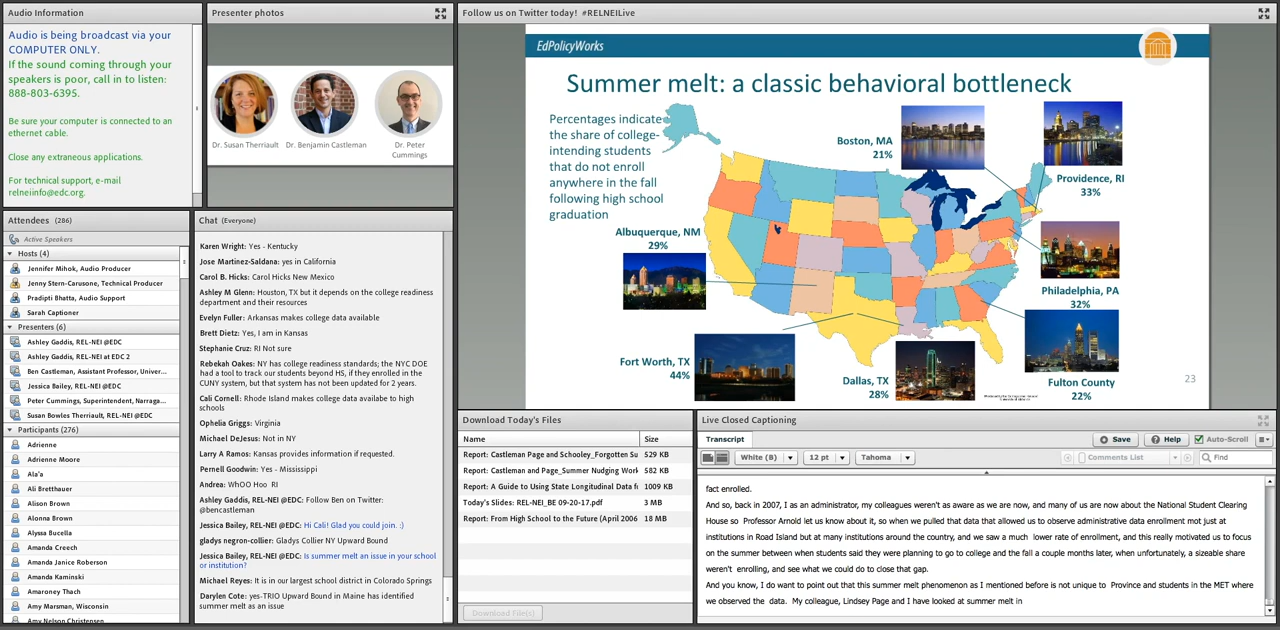 Audio Information
Audio is being broadcast via your
COMPUTER ONLY.
If the sound coming through your
speakers is poor, call in to listen:
888-803-6395.
Be sure your computer is connected to an
ethernet cable.
Close any extraneous applications.
For technical support, e-mail
relneiinfo@edc.org.
Presenter photos
Dr. Susan Therriault
Dr. Benjamin Castleman
Dr. Peter
Cummings
Attendees (286)
Active Speakers
Hosts (4)
Jennifer Mihok, Audio Producer
Jenny Stern-Carusone, Technical Producer
Pradipti Bhatta, Audio Support
Sarah Captioner
Presenters (6)
Ashley Gaddis, REL-NEI @EDC
Ashley Gaddis, REL-NEI at EDC 2
Ben Castleman, Assistant Professor, Univer...
Jessica Bailey, REL-NEI @EDC
Peter Cummings, Superintendent, Narraga...
Susan Bowles Therriault, REL-NEI @EDC
Participants (276)
Adrienne
Adrienne Moore
Ala'a
Ali Bretthauer
Alison Brown
Alonna Brown
Alyssa Bucella
Amanda Creech
Amanda Janice Roberson
Amanda Kaminski
Amaroney Thach
Amy Marsman, Wisconsin
Amy Nelson Christensen
Chat (Everyone)
Karen Wright: Yes - Kentucky
Jose Martinez-Saldana: yes in California
Carol B. Hicks: Carol Hicks New Mexico
Ashley M Glenn: Houston, TX but it depends on the college readiness
department and their resources
Evelyn Fuller: Arkansas makes college data available
Brett Dietz: Yes, I am in Kansas
Stephanie Cruz: RI Not sure
Rebekah Oakes: NY has college readiness standards; the NYC DOE
had a tool to track our students beyond HS, if they enrolled in the
CUNY system, but that system has not been updated for 2 years.
Cali Cornell: Rhode Island makes college data availabe to high
schools
Ophelia Griggs: Virginia
Michael DeJesus: Not in NY
Larry A Ramos: Kansas provides information if requested.
Pernell Goodwin: Yes - Mississippi
Andrea: WhOO Hoo RI
Ashley Gaddis, REL-NEI @EDC: Follow Ben on Twitter:
@bencastleman
Jessica Bailey, REL-NEI @EDC: Hi Cali! Glad you could join. :)
gladys negron-collier: Gladys Collier NY Upward Bound
Jessica Bailey, REL-NEI @EDC: Is summer melt an issue in your school
or institution?
Michael Reyes: It is in our largest school district in Colorado Springs
Darylen Cote: yes-TRIO Upward Bound in Maine has identified
summer melt as an issue
Follow us on Twitter today! #RELNEILive
EdPolicyWorks
Summer melt: a classic behavioral bottleneck
Percentages indicate
the share of college-
intending students
that do not enroll
anywhere in the fall
following high school
graduation
Boston, MA
21%
Providence, RI
33%
Albuquerque, NM
29%
Philadelphia, PA
32%
Fort Worth, TX
44%
Dallas, TX
28%
Fulton County
22%
23
Download Today's Files
Name Size
Report: Castleman Page and Schooley_Forgotten Su 529 KB
Report: Castleman and Page_Summer Nudging Work 582 KB
Report: A Guide to Using State Longitudinal Data fo 1009 KB
Today's Slides: REL-NEI_BE 09-20-17.pdf 3 MB
Report: From High School to the Future (April 2006 18 MB
Download File(s)
Live Closed Captioning
Transcript
Save
Help
Auto-Scroll
White (B)
12 pt
Tahoma
Comments List
Find
fact enrolled.
And so, back in 2007, I as an administrator, my colleagues weren't as aware as we are now, and many of us are now about the National Student Clearing
House so Professor Arnold let us know about it, so when we pulled that data that allowed us to observe administrative data enrollment mot just at
institutions in Road Island but at many institutions around the country, and we saw a much lower rate of enrollment, and this really motivated us to focus
on the summer between when students said they were planning to go to college and the fall a couple months later, when unfortunately, a sizeable share
weren't enrolling, and see what we could do to close that gap.
And you know, I do want to point out that this summer melt phenomenon as I mentioned before is not unique to Province and students in the MET where
we observed the data. My colleague, Lindsey Page and I have looked at summer melt in